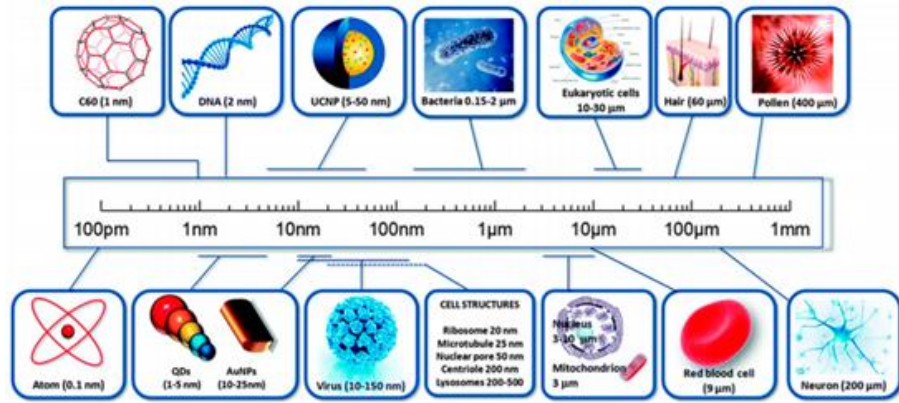 C60 (1 nm)
DNA (2 nm)
UCNP (5-50 nm)
Bacteria 0.15-2 µm
Eukaryotic cells
10-30 µm
Hair (60 µm)
Pollen (400 µm)
100pm
1nm
10nm
100nm
1µm
10µm
100µm
1mm
Atom (0.1 nm)
QDs
(1-5 nm)
AuNPs
(10-25nm)
Virus (10-150 nm)
CELL STRUCTURES
Ribosome 20 nm
Microtubule 25 nm
Nuclear pore 50 nm
Centriole 200 nm
Lysosomes 200-500
Nucleus
3-10 µm
Mitochondrion
3 µm
Red blood cell
(9 µm)
Neuron (200 µm)